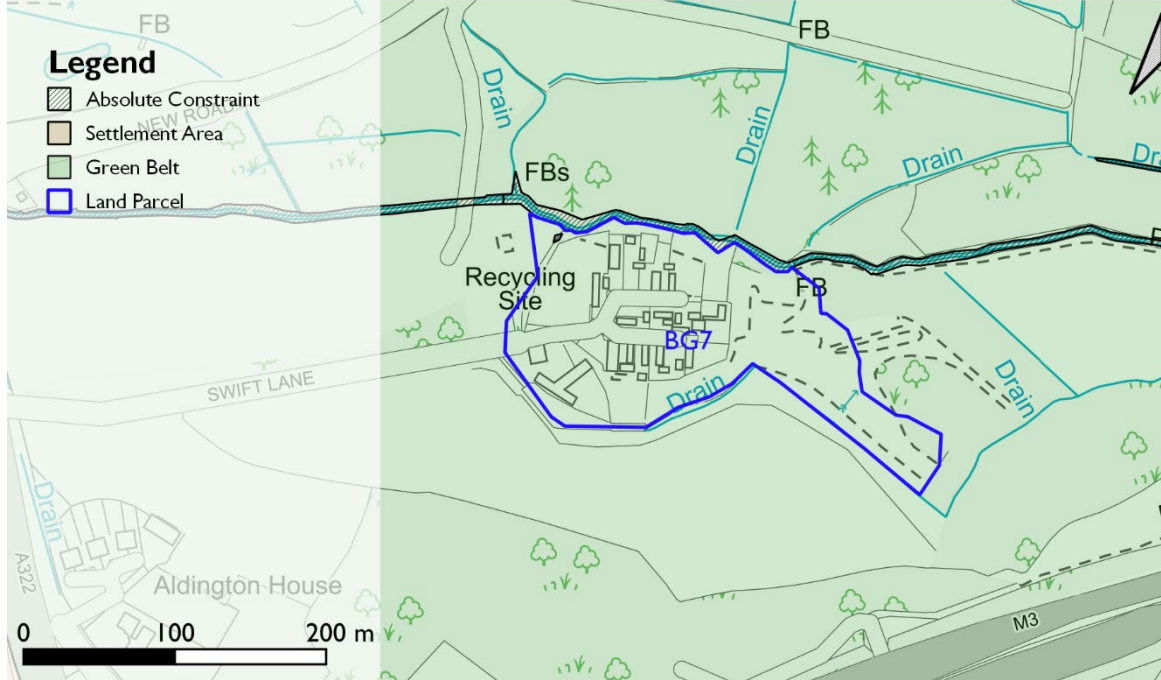 FB
Legend
Absolute Constraint
NEW ROAD
Settlement Area
Green Belt
Land Parcel
Drain
FB
Drain
Drain
FBs
Recycling
Site
FB
BG7
SWIFT LANE
Drain
Drain
Drain
A322
Aldington House
M3
0 100 200 m